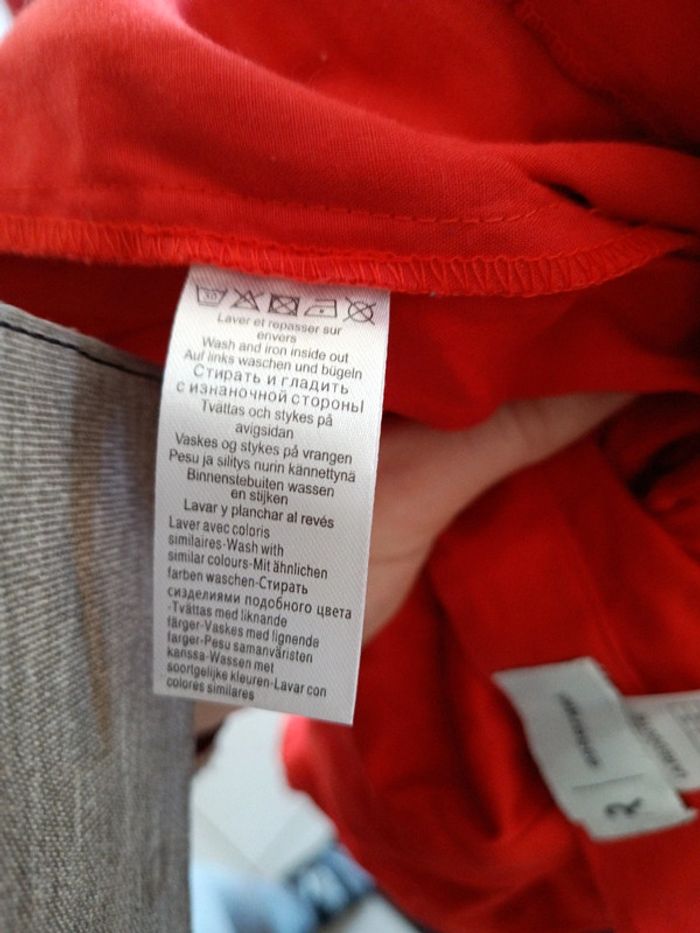 30
Laver et repasser sur
envers
Wash and iron inside out
Auf links waschen und bügeln
Стирать и гладить
с изнаночной стороны
Tvättas och stykes på
avigsidan
Vaskes og stykes på vrangen
Pesu ja silitys nurin kännettynä
Binnenstebuiten wassen
en stijken
Lavar y planchar al revés
Laver avec coloris
similaires-Wash with
similar colours-Mit ähnlichen
farben waschen-Стирать
сизделиями подобного цвета
-Tvättas med liknande
färger-Vaskes med lignende
farger-Pesu samanväristen
kanssa-Wassen met
soortgelijke kleuren-Lavar con
colores similares